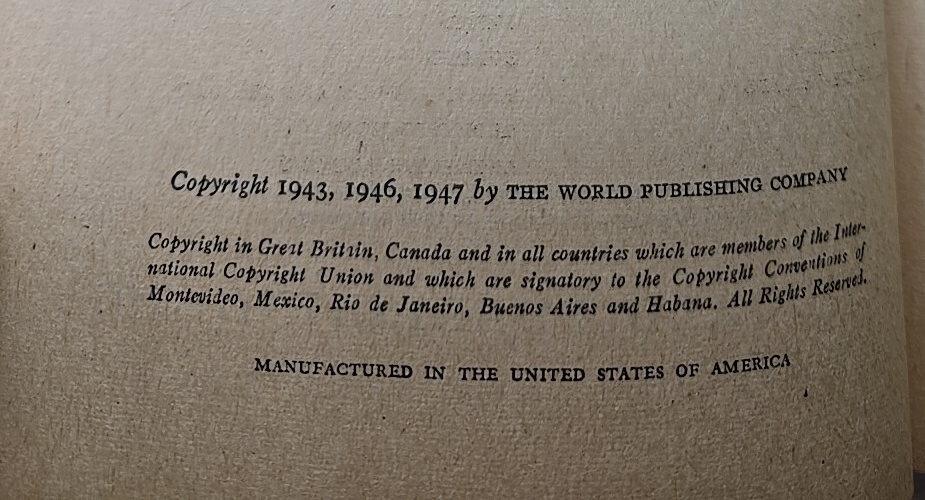 Copyright 1943, 1946, 1947 by THE WORLD PUBLISHING COMPANY
Copyright in Great Britain, Canada and in all countries which are members of the Inter-
national Copyright Union and which are signatory to the Copyright Conventions of
Montevideo, Mexico, Rio de Janeiro, Buenos Aires and Habana. All Rights Reserved.
MANUFACTURED IN THE UNITED STATES OF AMERICA